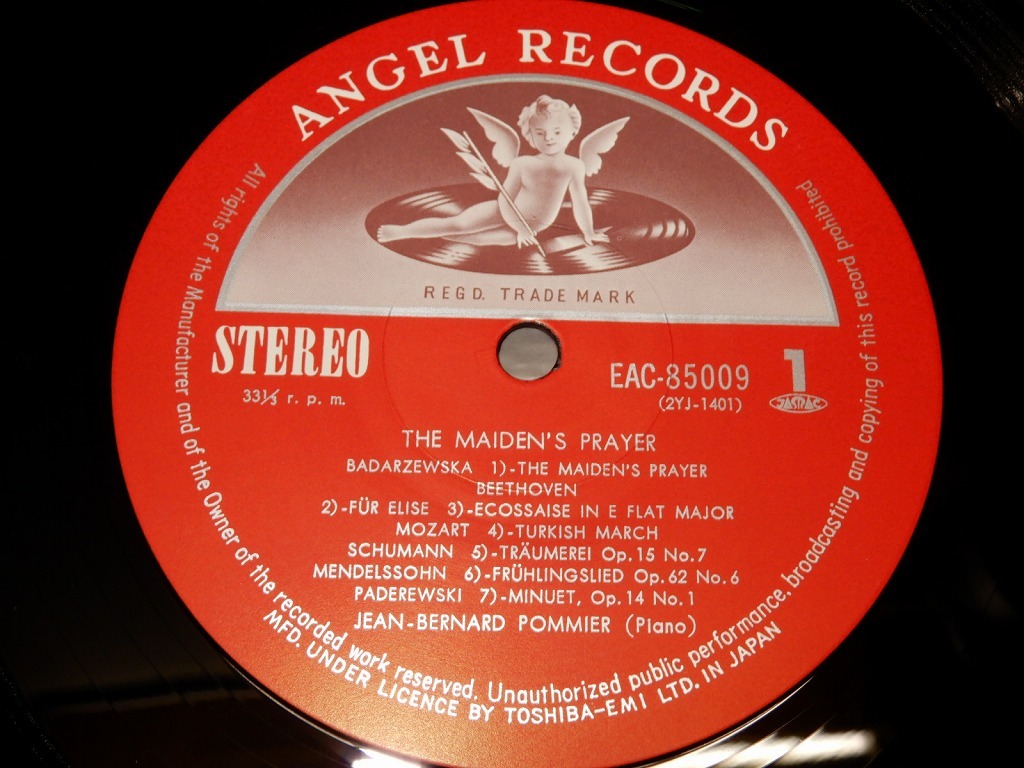 ANGEL RECORDS
REGD. TRADE MARK
STEREO
33⅓ r. p. m.
EAC-85009
(2YJ-1401)
1
JASRAC
THE MAIDEN'S PRAYER
BADARZEWSKA 1)-THE MAIDEN'S PRAYER
BEETHOVEN
2)-FÜR ELISE 3)-ECOSSAISE IN E FLAT MAJOR
MOZART 4)-TURKISH MARCH
SCHUMANN 5)-TRÄUMEREI Op.15 No.7
MENDELSSOHN 6)-FRÜHLINGSLIED Op.62 No.6
PADEREWSKI 7)-MINUET, Op.14 No.1
JEAN-BERNARD POMMIER (Piano)
All rights of the Manufacturer and of the Owner of the recorded work reserved. Unauthorized public performance, broadcasting and copying of this record prohibited
MFD. UNDER LICENCE BY TOSHIBA-EMI LTD. IN JAPAN